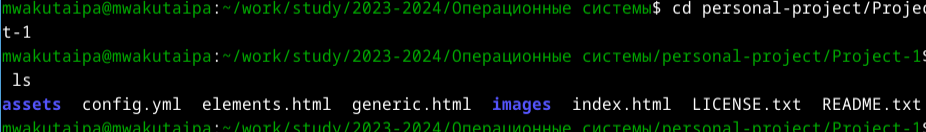 mwakutaipa@mwakutaipa:~/work/study/2023-2024/Операционные системы$ cd personal-project/Projec
t-1
mwakutaipa@mwakutaipa:~/work/study/2023-2024/Операционные системы/personal-project/Project-1$
ls
assets config.yml elements.html generic.html images index.html LICENSE.txt README.txt
mwakutaipa@mwakutaipa:~/work/study/2023-2024/Операционные системы/personal-project/Project-1$